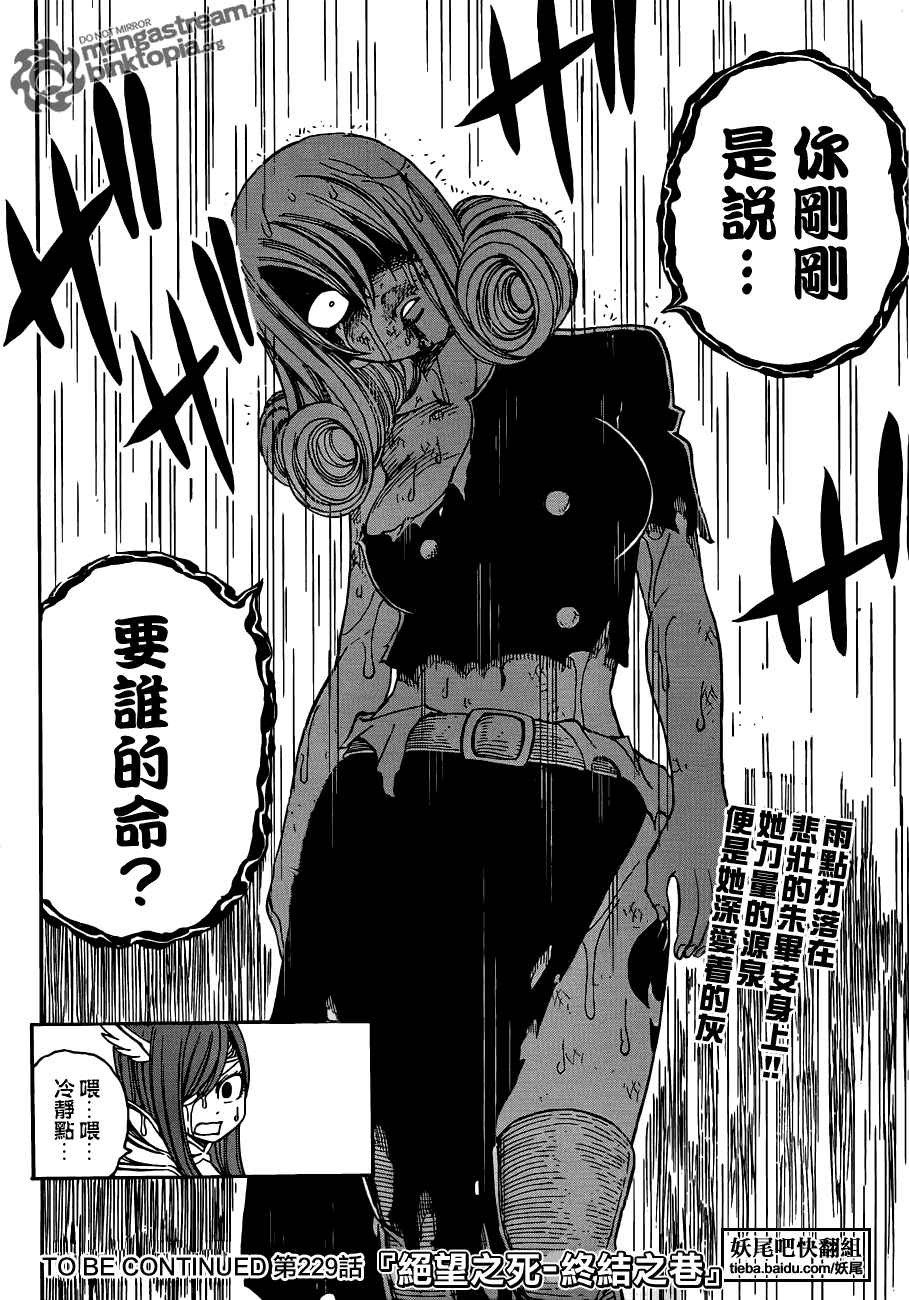 DO NOT MIRROR
mangastream.com
binktopia.org
你剛剛
是說…
要誰的命？
雨點打落在
悲壯的朱畢安身上!!
她力量的源泉
便是她深愛着的灰
喂…喂…
冷靜點…
TO BE CONTINUED 第229話『絕望之死-終結之巷』
妖尾吧快翻組
tieba.baidu.com/妖尾